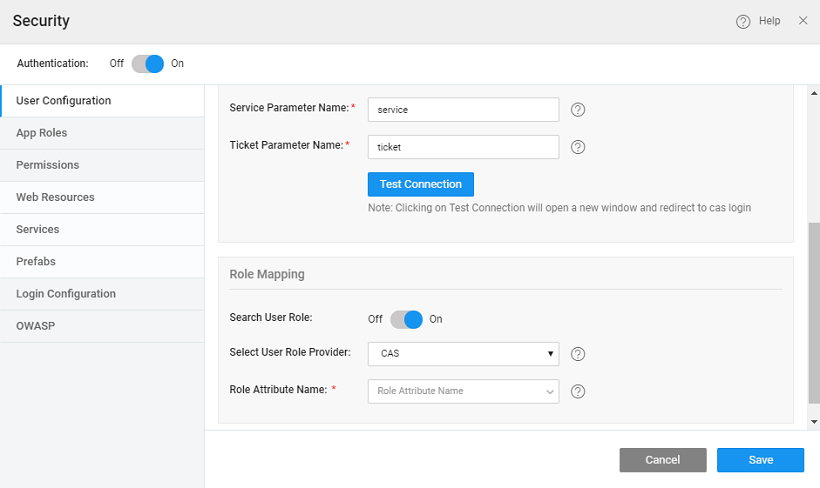 Security
Help
Authentication: Off On
User Configuration
App Roles
Permissions
Web Resources
Services
Prefabs
Login Configuration
OWASP
Service Parameter Name:* service
Ticket Parameter Name:* ticket
Test Connection
Note: Clicking on Test Connection will open a new window and redirect to cas login
Role Mapping
Search User Role: Off On
Select User Role Provider: CAS
Role Attribute Name: * Role Attribute Name
Cancel Save